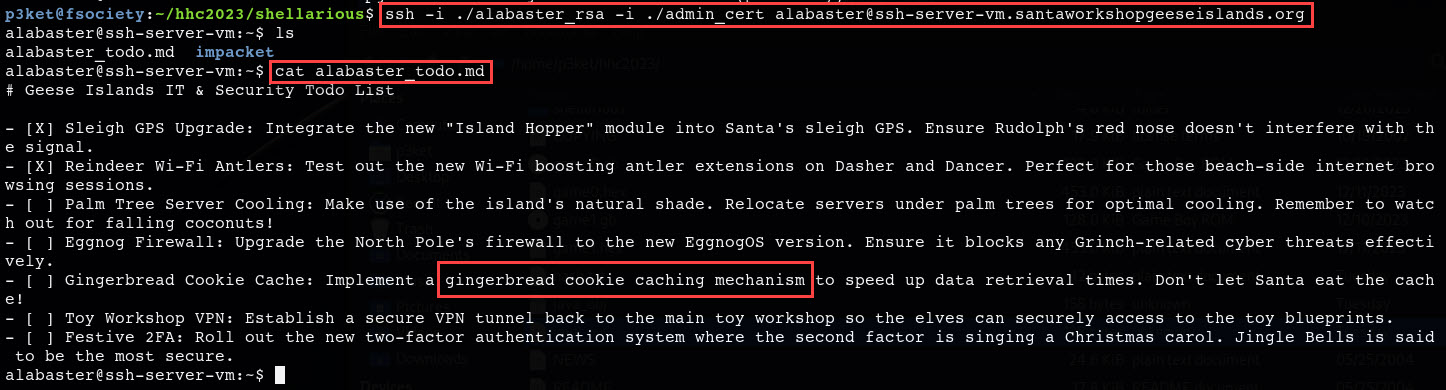 p3ket@fsociety:~/hhc2023/shellarious$ ssh -i ./alabaster_rsa -i ./admin_cert alabaster@ssh-server-vm.santaworkshopgeeseislands.org
alabaster@ssh-server-vm:~$ ls
alabaster_todo.md  impacket
alabaster@ssh-server-vm:~$ cat alabaster_todo.md
# Geese Islands IT & Security Todo List
- [X] Sleigh GPS Upgrade: Integrate the new "Island Hopper" module into Santa's sleigh GPS. Ensure Rudolph's red nose doesn't interfere with th
e signal.
- [X] Reindeer Wi-Fi Antlers: Test out the new Wi-Fi boosting antler extensions on Dasher and Dancer. Perfect for those beach-side internet bro
wsing sessions.
- [ ] Palm Tree Server Cooling: Make use of the island's natural shade. Relocate servers under palm trees for optimal cooling. Remember to watc
h out for falling coconuts!
- [ ] Eggnog Firewall: Upgrade the North Pole's firewall to the new EggnogOS version. Ensure it blocks any Grinch-related cyber threats effecti
vely.
- [ ] Gingerbread Cookie Cache: Implement a gingerbread cookie caching mechanism to speed up data retrieval times. Don't let Santa eat the cach
e!
- [ ] Toy Workshop VPN: Establish a secure VPN tunnel back to the main toy workshop so the elves can securely access to the toy blueprints.
- [ ] Festive 2FA: Roll out the new two-factor authentication system where the second factor is singing a Christmas carol. Jingle Bells is said
 to be the most secure.
alabaster@ssh-server-vm:~$